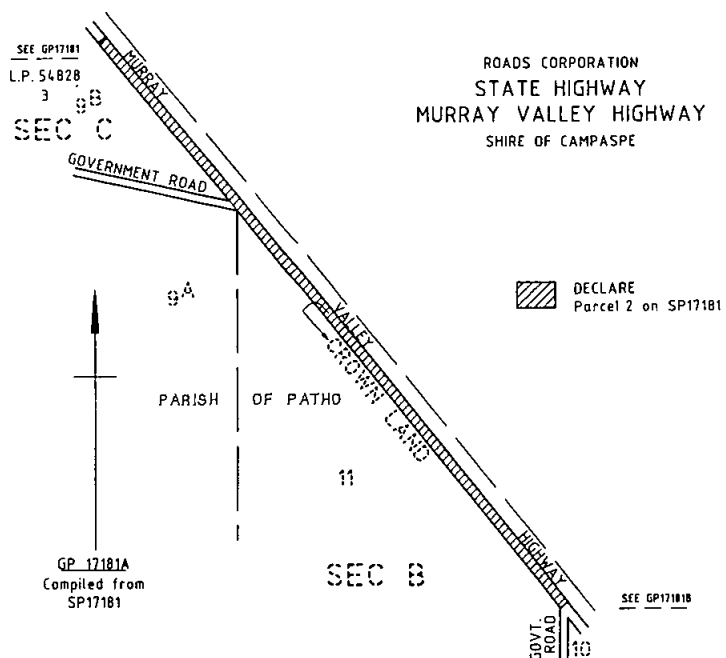 SEE GP17181
L.P. 54828
3
9B
SEC C
GOVERNMENT ROAD
MURRAY
VALLEY
HIGHWAY
ROADS CORPORATION
STATE HIGHWAY
MURRAY VALLEY HIGHWAY
SHIRE OF CAMPASPE
DECLARE
Parcel 2 on SP17181
9A
CROWN LAND
PARISH OF PATHO
11
SEC B
GP 17181A
Compiled from
SP17181
SEE GP17181B
GOVT.
ROAD
10